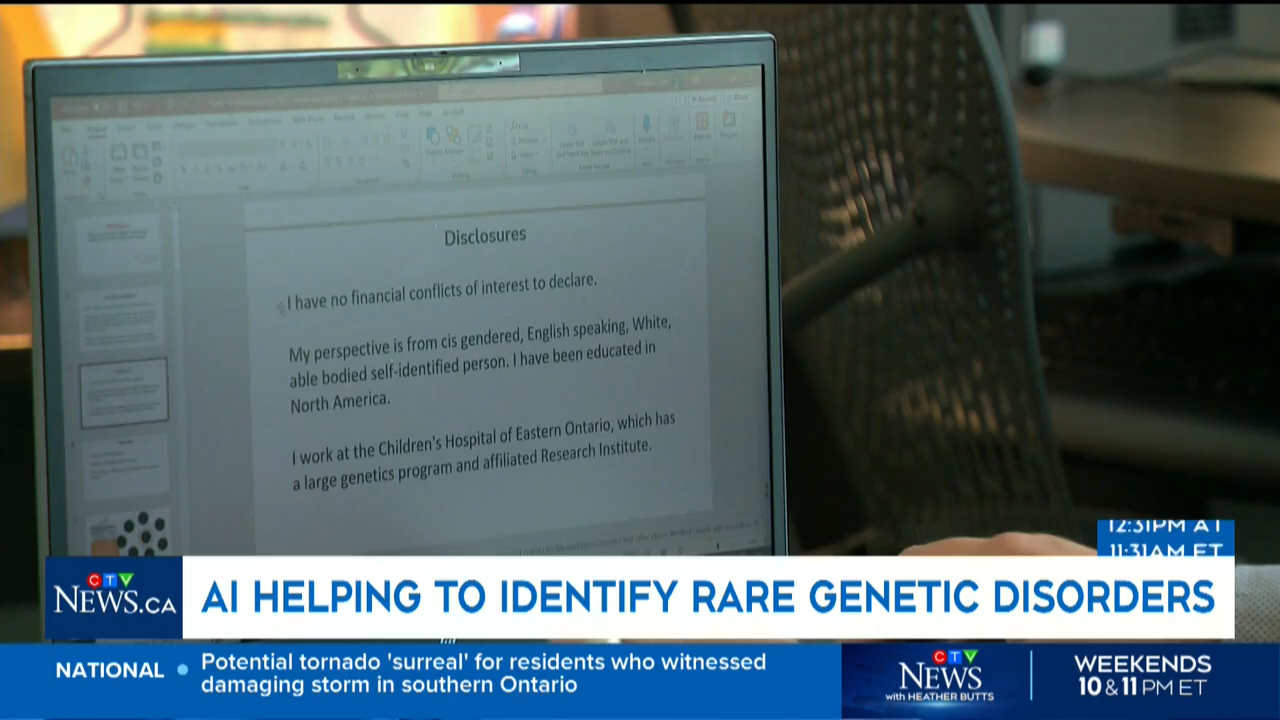 Disclosures
I have no financial conflicts of interest to declare.
My perspective is from cis gendered, English speaking, White,
able bodied self-identified person. I have been educated in
North America.
I work at the Children's Hospital of Eastern Ontario, which has
a large genetics program and affiliated Research Institute.
12:31PM AT
11:31AM ET
CTV
NEWS.CA
AI HELPING TO IDENTIFY RARE GENETIC DISORDERS
NATIONAL
Potential tornado 'surreal' for residents who witnessed
damaging storm in southern Ontario
CTV
NEWS
with HEATHER BUTTS
WEEKENDS
10 & 11 PM ET